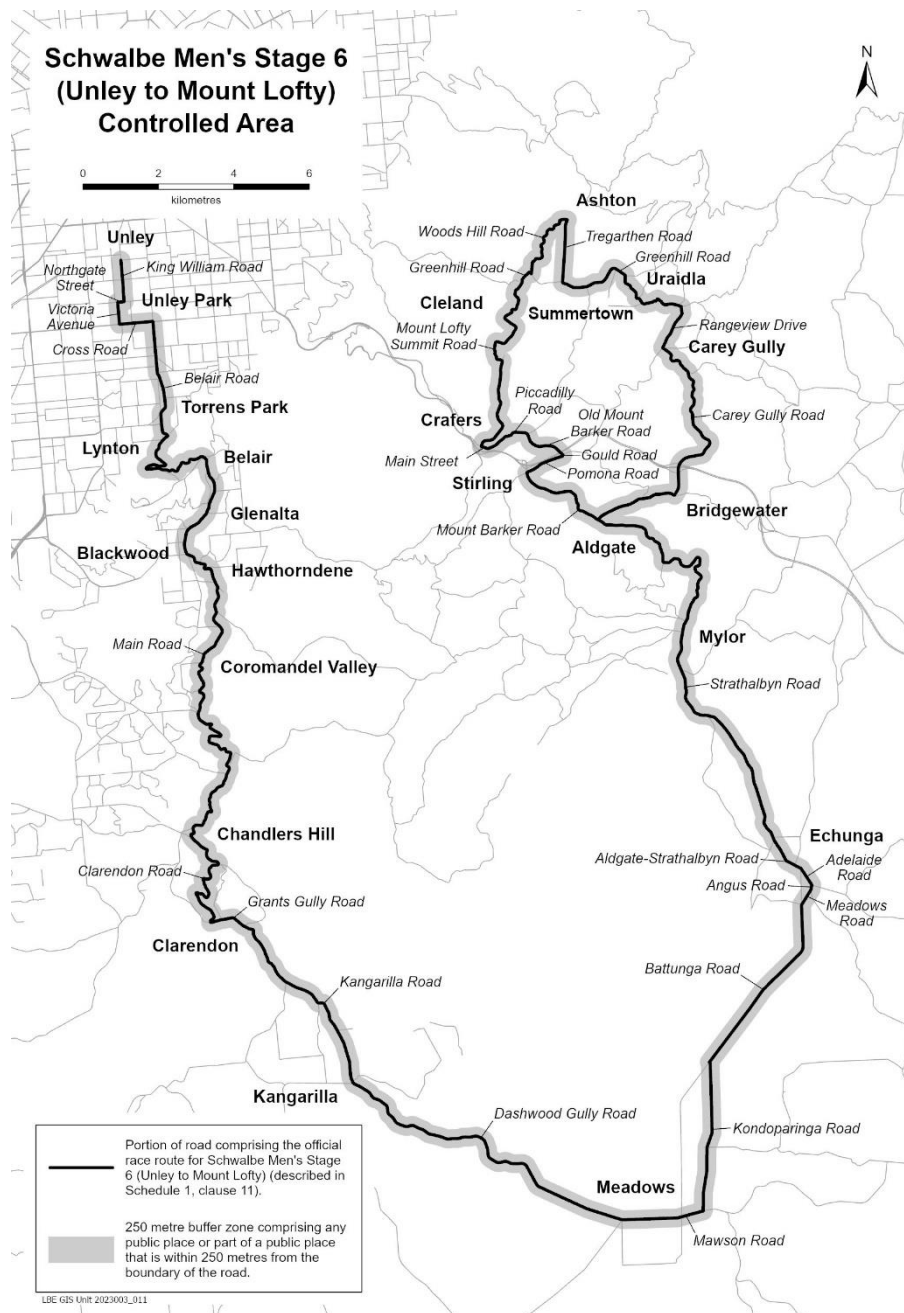 Schwalbe Men's Stage 6
(Unley to Mount Lofty)
Controlled Area
N
0 2 4 6
kilometres
Ashton
Woods Hill Road
Tregarthen Road
Unley
Greenhill Road
Northgate
Street
King William Road
Greenhill Road
Uraidla
Unley Park
Cleland
Victoria
Avenue
Summertown
Rangeview Drive
Cross Road
Mount Lofty
Summit Road
Carey Gully
Belair Road
Piccadilly
Road
Torrens Park
Old Mount
Barker Road
Carey Gully Road
Crafers
Lynton
Belair
Main Street
Gould Road
Pomona Road
Stirling
Glenalta
Bridgewater
Mount Barker Road
Blackwood
Aldgate
Hawthorndene
Main Road
Mylor
Coromandel Valley
Strathalbyn Road
Chandlers Hill
Echunga
Aldgate-Strathalbyn Road
Adelaide
Road
Clarendon Road
Angus Road
Grants Gully Road
Meadows
Road
Clarendon
Battunga Road
Kangarilla Road
Kangarilla
Dashwood Gully Road
Kondoparinga Road
Meadows
Mawson Road
Portion of road comprising the official
race route for Schwalbe Men's Stage
6 (Unley to Mount Lofty) (described in
Schedule 1, clause 11).
250 metre buffer zone comprising any
public place or part of a public place
that is within 250 metres from the
boundary of the road.
LBE GIS Unit 2023003_011